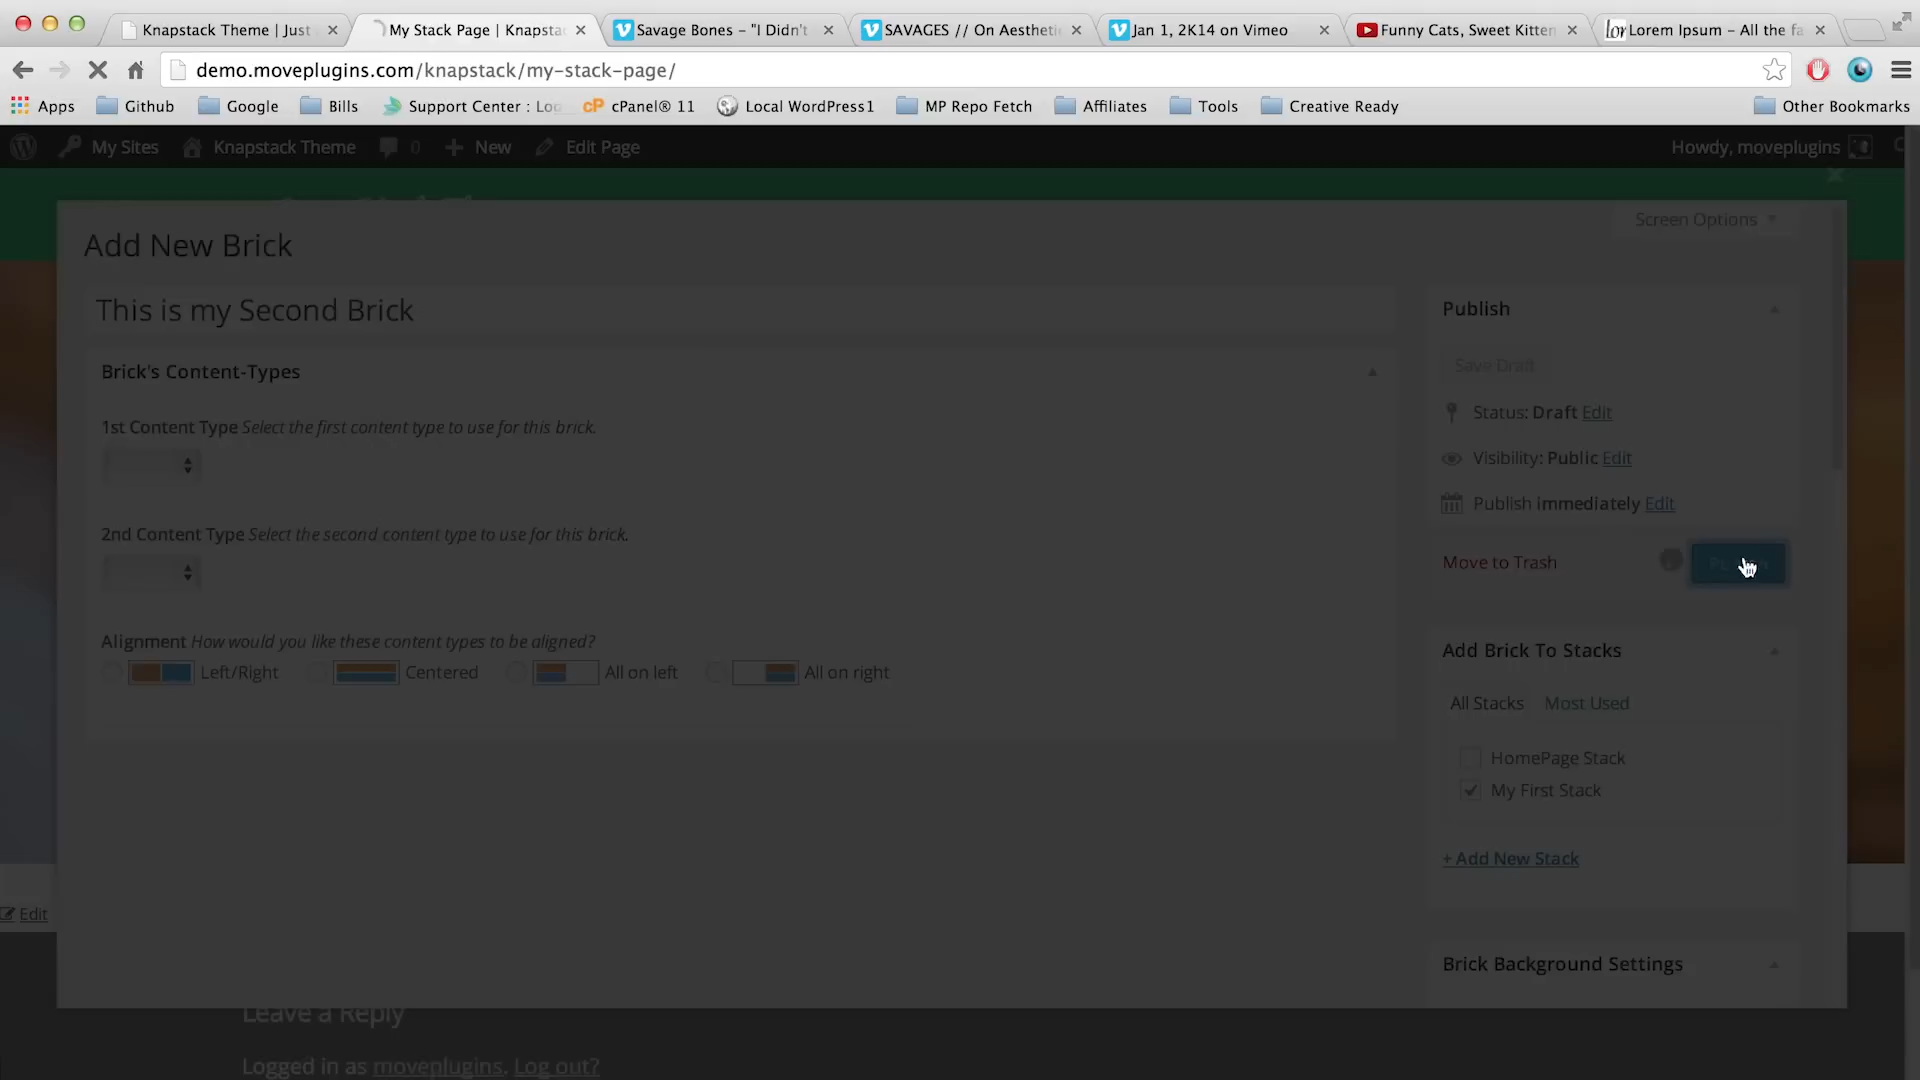 Knapstack Theme | Just
My Stack Page | Knapsta
Savage Bones – "I Didn't
SAVAGES // On Aestheti
Jan 1, 2K14 on Vimeo
Funny Cats, Sweet Kitten
Lorem Ipsum – All the fa
demo.moveplugins.com/knapstack/my-stack-page/
Apps Github Google Bills Support Center : Lo cPanel® 11 Local WordPress1 MP Repo Fetch Affiliates Tools Creative Ready Other Bookmarks
My Sites Knapstack Theme 0 New Edit Page Howdy, moveplugins
Screen Options
Add New Brick
This is my Second Brick
Brick's Content-Types
1st Content Type Select the first content type to use for this brick.
2nd Content Type Select the second content type to use for this brick.
Alignment How would you like these content types to be aligned?
Left/Right Centered All on left All on right
Publish
Save Draft
Status: Draft Edit
Visibility: Public Edit
Publish immediately Edit
Move to Trash
Add Brick To Stacks
All Stacks Most Used
HomePage Stack
My First Stack
+ Add New Stack
Brick Background Settings
Edit
Leave a Reply
Logged in as moveplugins. Log out?